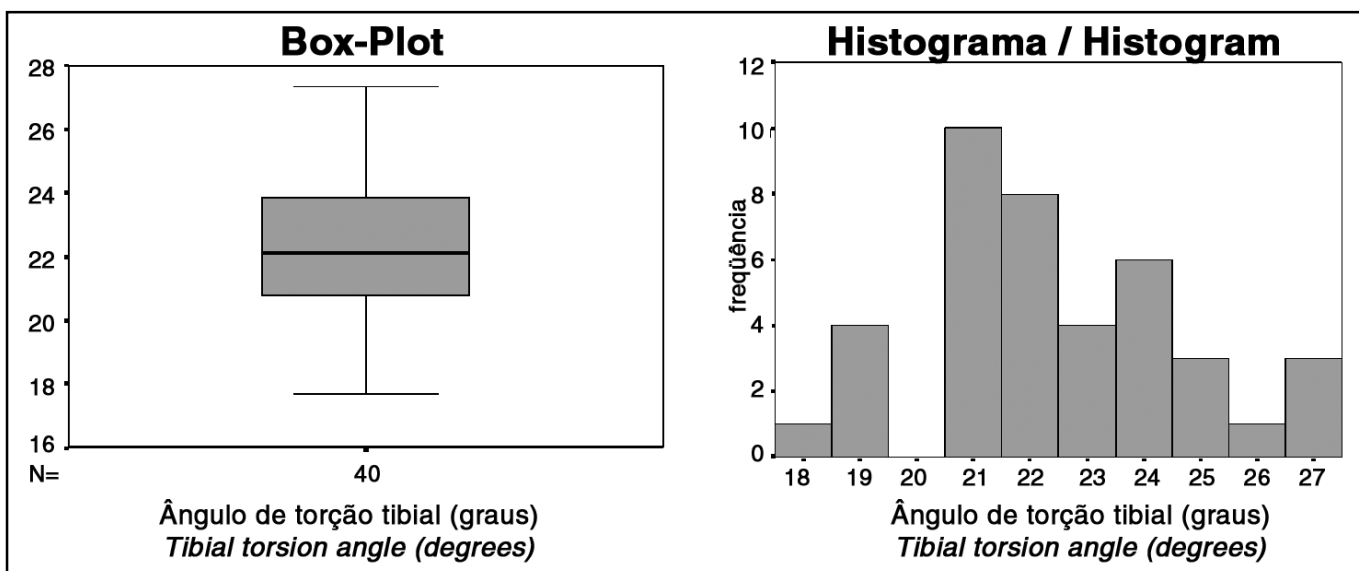 Box-Plot
28
26
24
22
20
18
16
N=
40
Ângulo de torção tibial (graus)
Tibial torsion angle (degrees)
Histograma / Histogram
12
10
8
6
4
2
0
freqüência
18 19 20 21 22 23 24 25 26 27
Ângulo de torção tibial (graus)
Tibial torsion angle (degrees)